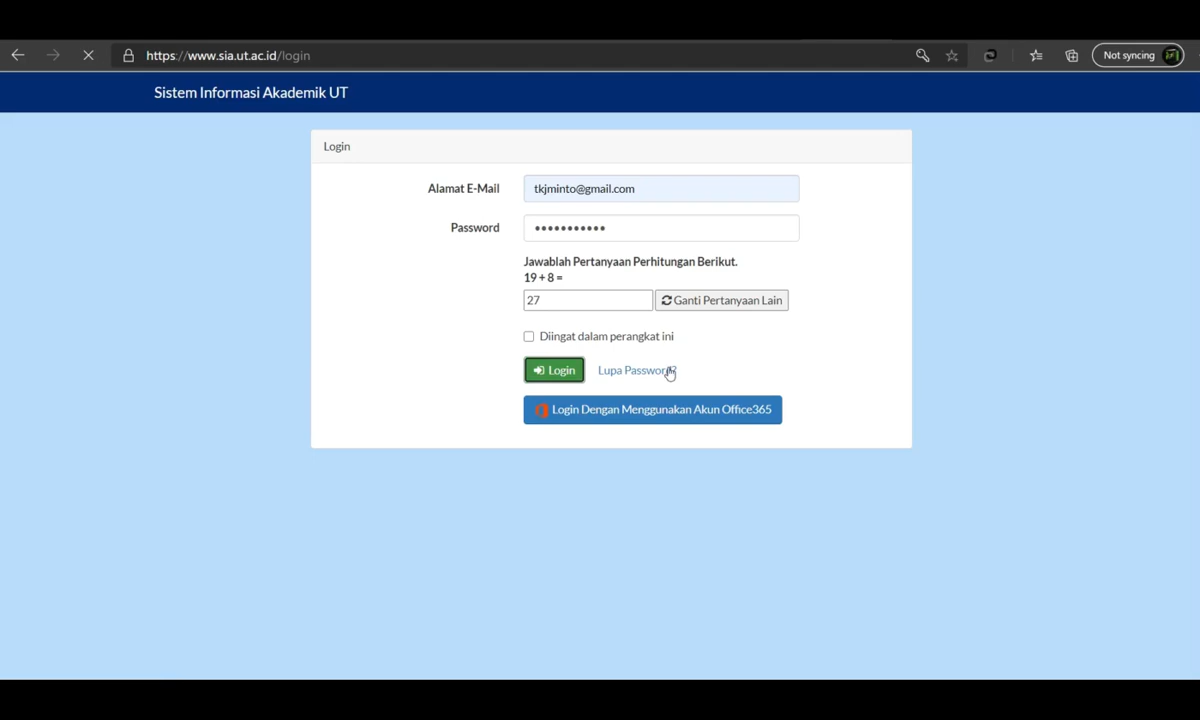 https://www.sia.ut.ac.id/login
Not syncing
Sistem Informasi Akademik UT
Login
Alamat E-Mail
tkjminto@gmail.com
Password
•••••••••••
Jawablah Pertanyaan Perhitungan Berikut.
19 + 8 =
27
Ganti Pertanyaan Lain
Diingat dalam perangkat ini
Login
Lupa Password?
Login Dengan Menggunakan Akun Office365